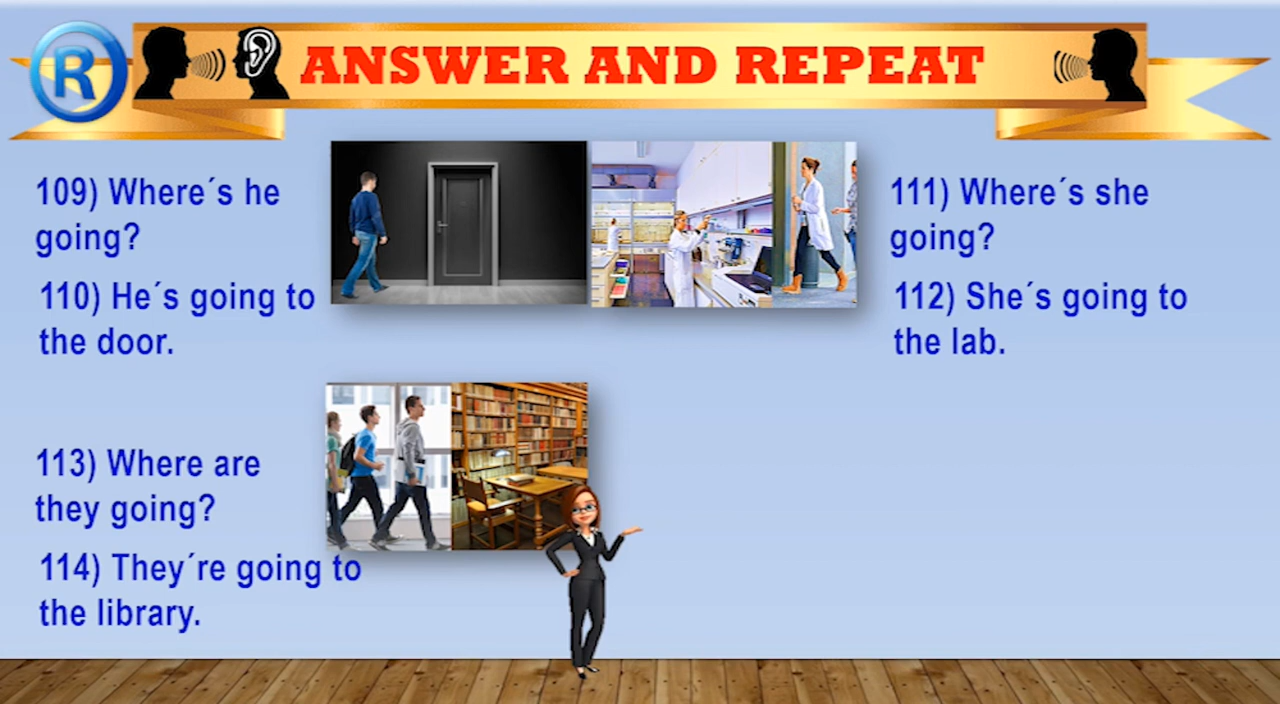 R
ANSWER AND REPEAT
109) Where´s he
going?
110) He´s going to
the door.
111) Where´s she
going?
112) She´s going to
the lab.
113) Where are
they going?
114) They´re going to
the library.